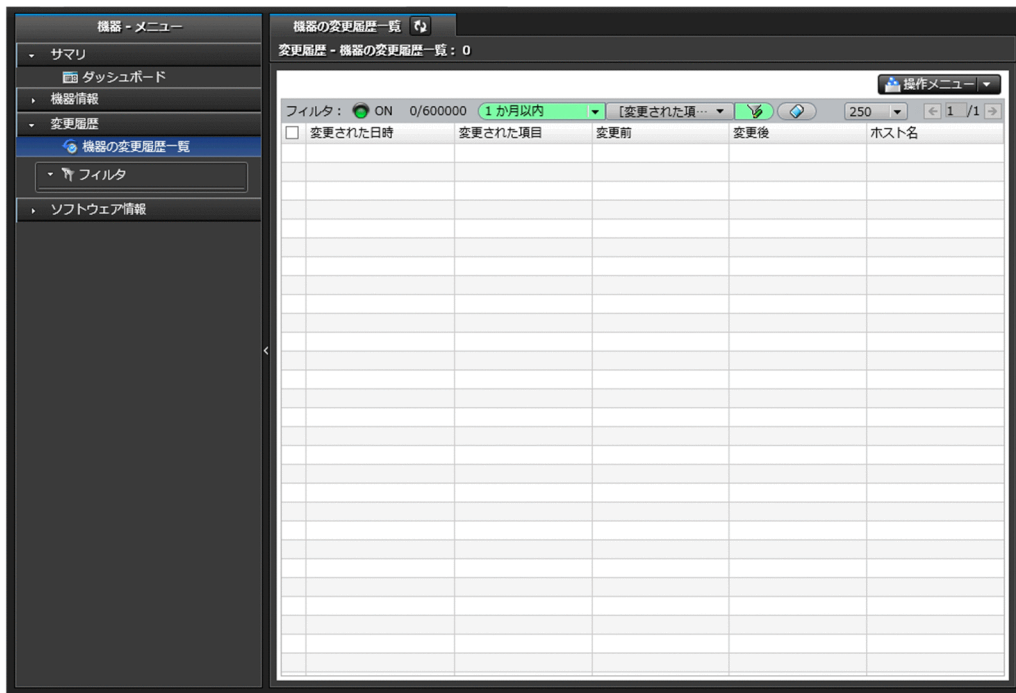 機器 - メニュー
サマリ
ダッシュボード
機器情報
変更履歴
機器の変更履歴一覧
フィルタ
ソフトウェア情報
機器の変更履歴一覧
変更履歴 - 機器の変更履歴一覧 : 0
操作メニュー
フィルタ : ON 0/600000 1 か月以内 [変更された項… 250 1 /1
変更された日時 変更された項目 変更前 変更後 ホスト名